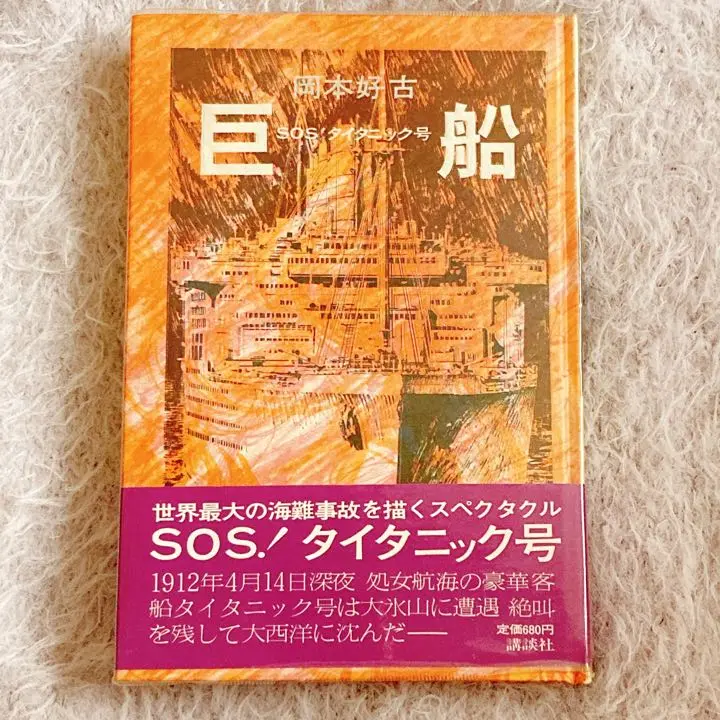 岡本好古
巨船
SOS!タイタニック号
世界最大の海難事故を描くスペクタクル
SOS.!タイタニック号
1912年4月14日深夜 処女航海の豪華客
船タイタニック号は大氷山に遭遇 絶叫
を残して大西洋に沈んだ――
定価680円
講談社